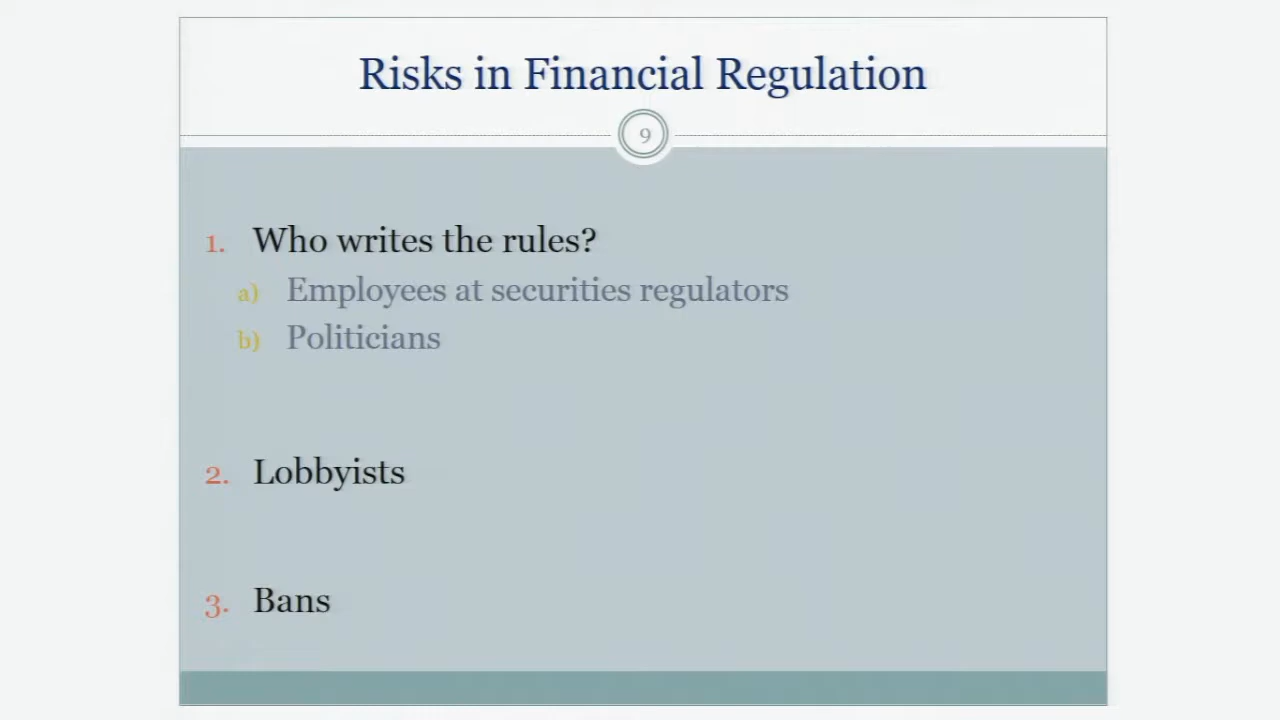 Risks in Financial Regulation
9
1. Who writes the rules?
a) Employees at securities regulators
b) Politicians
2. Lobbyists
3. Bans